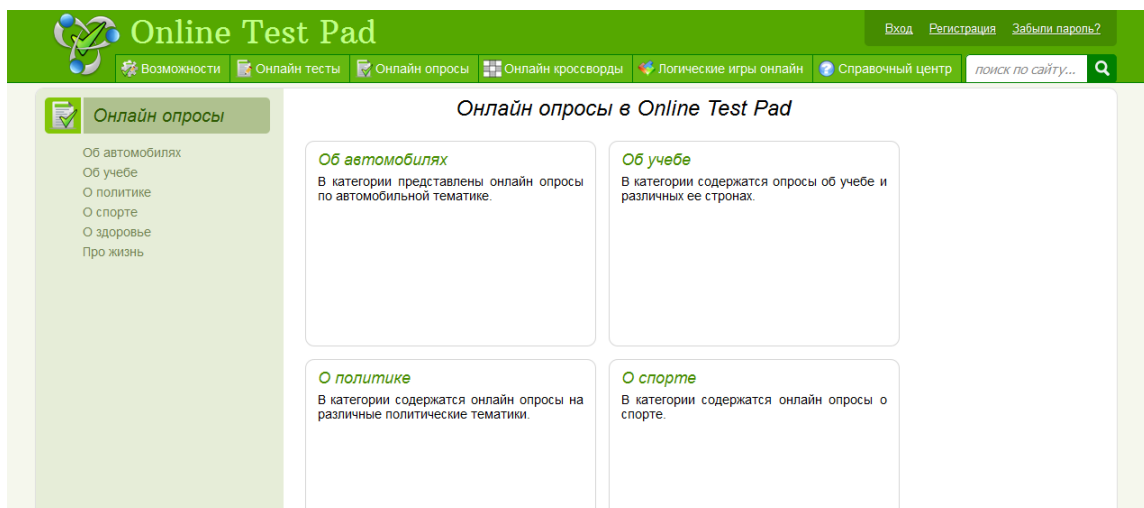 Online Test Pad
Вход Регистрация Забыли пароль?
Возможности Онлайн тесты Онлайн опросы Онлайн кроссворды Логические игры онлайн Справочный центр поиск по сайту...
Онлайн опросы
Об автомобилях
Об учебе
О политике
О спорте
О здоровье
Про жизнь
Онлайн опросы в Online Test Pad
Об автомобилях
В категории представлены онлайн опросы
по автомобильной тематике.
Об учебе
В категории содержатся опросы об учебе и
различных ее стронах.
О политике
В категории содержатся онлайн опросы на
различные политические тематики.
О спорте
В категории содержатся онлайн опросы о
спорте.